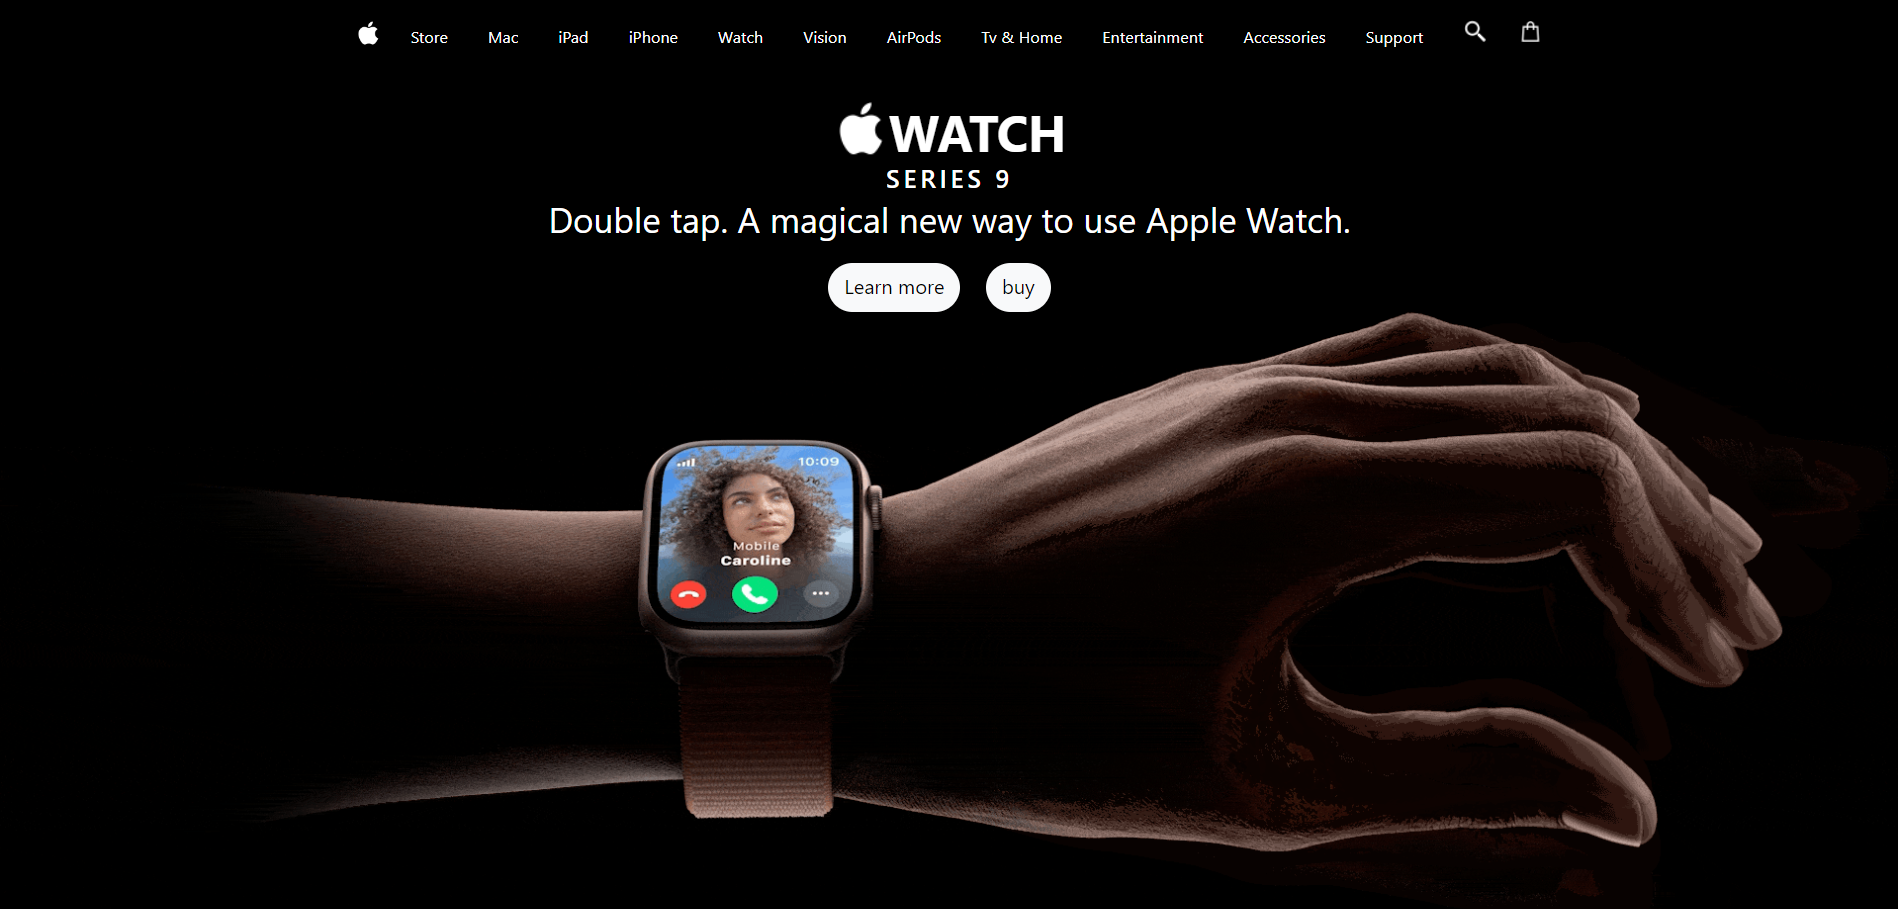 Store Mac iPad iPhone Watch Vision AirPods Tv & Home Entertainment Accessories Support
WATCH
SERIES 9
Double tap. A magical new way to use Apple Watch.
Learn more buy
10:09
Mobile
Caroline